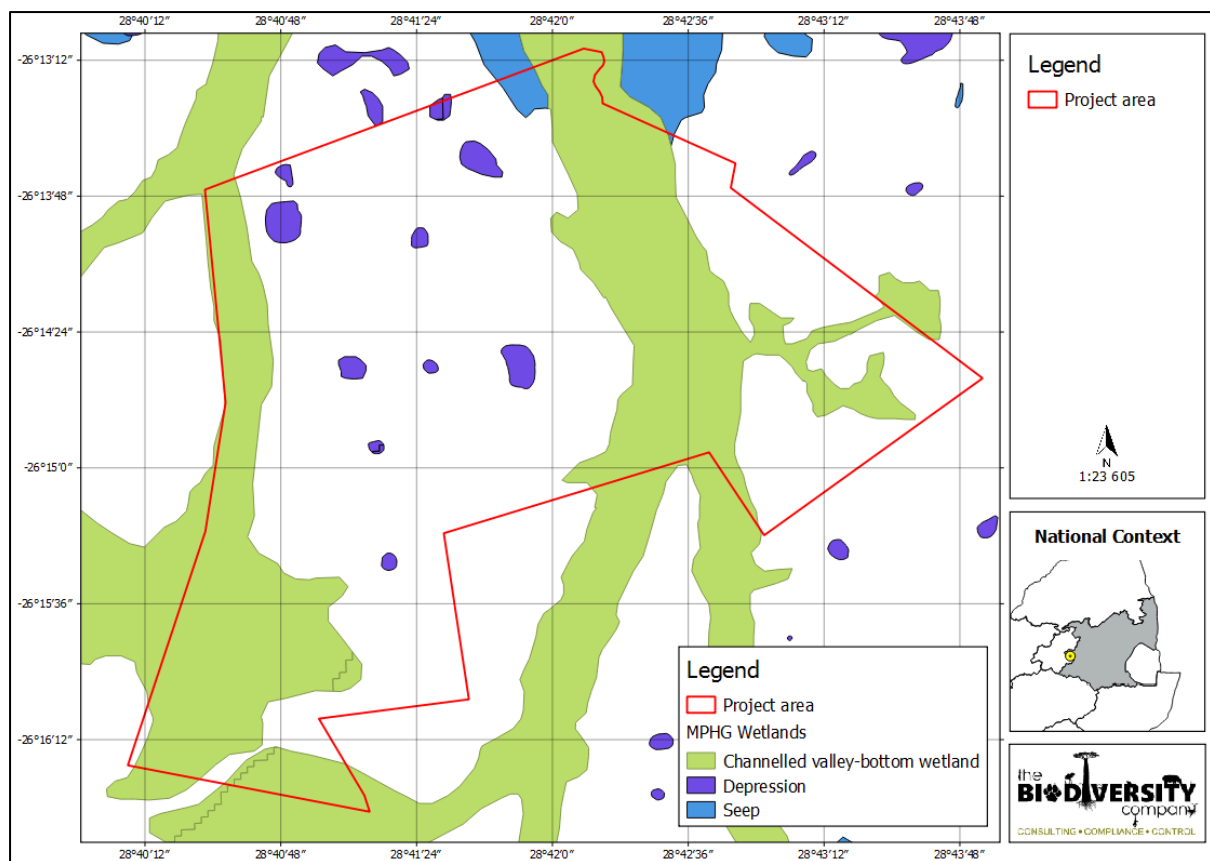 28°40'12" 28°40'48" 28°41'24" 28°42'0" 28°42'36" 28°43'12" 28°43'48"
-26°13'12"
-26°13'48"
-26°14'24"
-26°15'0"
-26°15'36"
-26°16'12"
28°40'12" 28°40'48" 28°41'24" 28°42'0" 28°42'36" 28°43'12" 28°43'48"
Legend
Project area
MPHG Wetlands
Channelled valley-bottom wetland
Depression
Seep
Legend
Project area
N
1:23 605
National Context
the
BIODIVERSITY
company
CONSULTING • COMPLIANCE • CONTROL